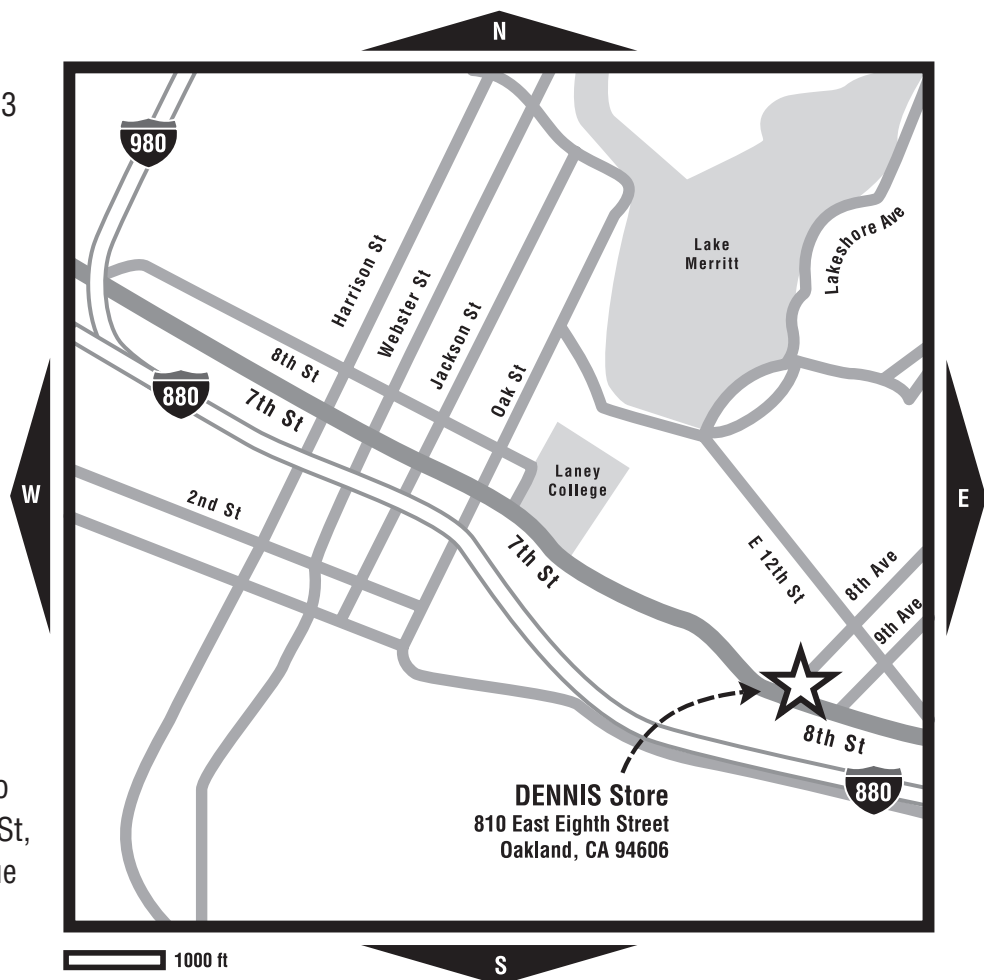 N
3
980
Harrison St
Webster St
Jackson St
Oak St
Lake
Merritt
Lakeshore Ave
8th St
880
7th St
Laney
College
W
E
2nd St
7th St
E 12th St
8th Ave
9th Ave
8th St
880
DENNIS Store
810 East Eighth Street
Oakland, CA 94606
St,
1000 ft
S